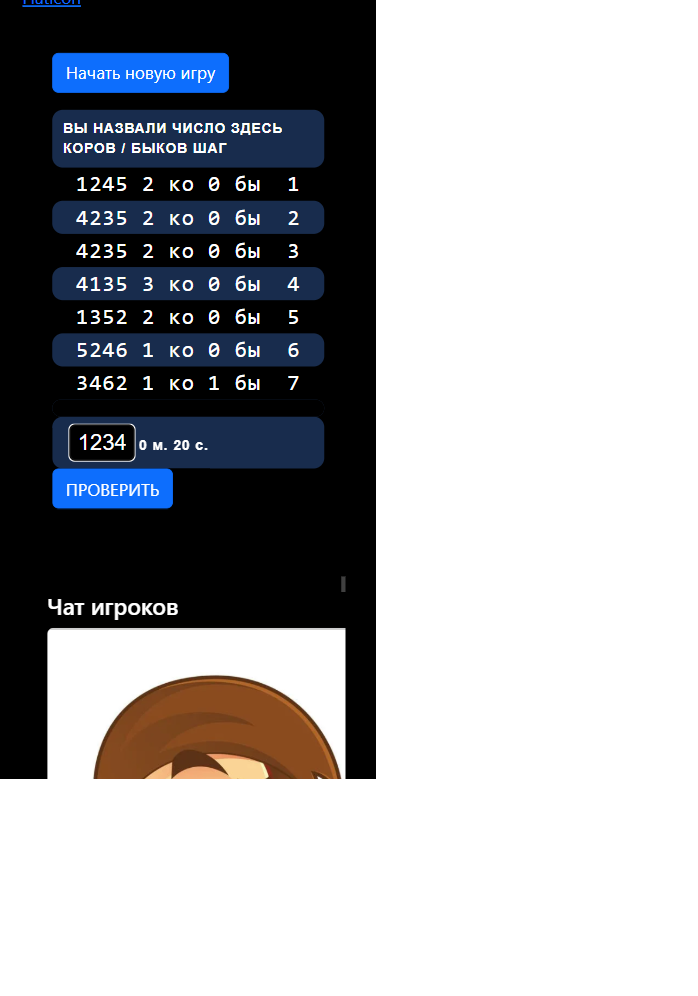 Flaticon
Начать новую игру
ВЫ НАЗВАЛИ ЧИСЛО ЗДЕСЬ
КОРОВ / БЫКОВ ШАГ
1245 2 ко 0 бы 1
4235 2 ко 0 бы 2
4235 2 ко 0 бы 3
4135 3 ко 0 бы 4
1352 2 ко 0 бы 5
5246 1 ко 0 бы 6
3462 1 ко 1 бы 7
1234 0 м. 20 с.
ПРОВЕРИТЬ
Чат игроков